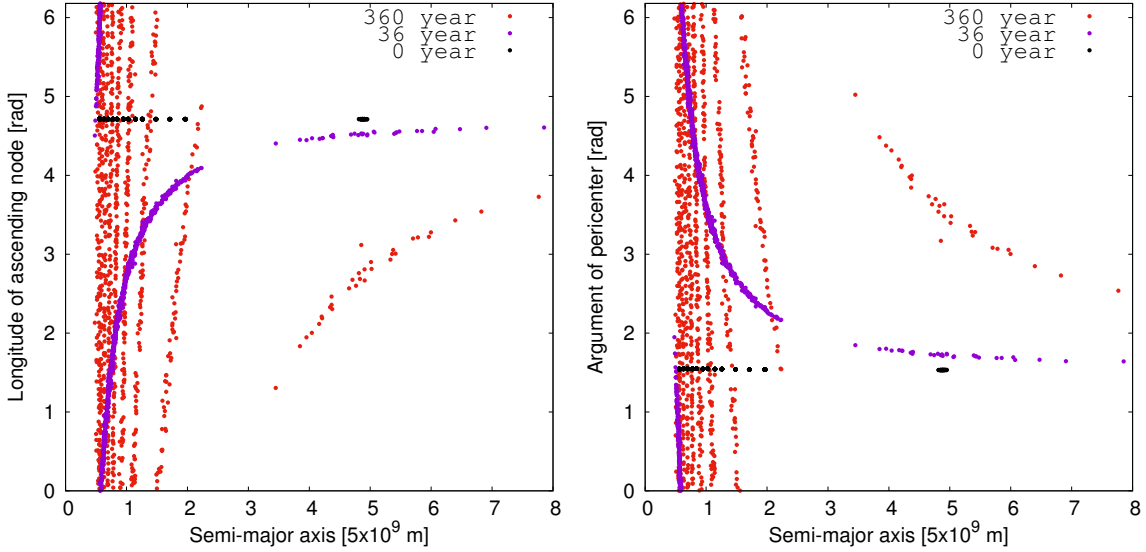 360 year
36 year
0 year
Longitude of ascending node [rad]
6
5
4
3
2
1
0
0 1 2 3 4 5 6 7 8
Semi-major axis [5x10⁹ m]
360 year
36 year
0 year
Argument of pericenter [rad]
6
5
4
3
2
1
0
0 1 2 3 4 5 6 7 8
Semi-major axis [5x10⁹ m]